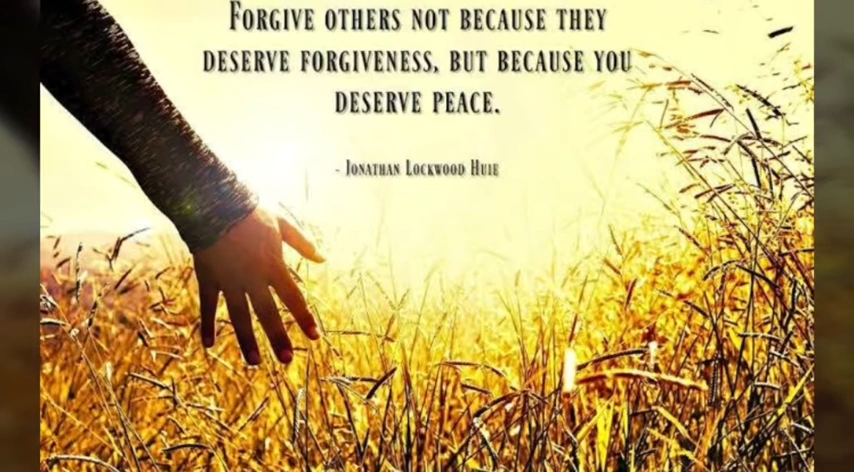 Forgive others not because they
deserve forgiveness, but because you
deserve peace.
- Jonathan Lockwood Huie